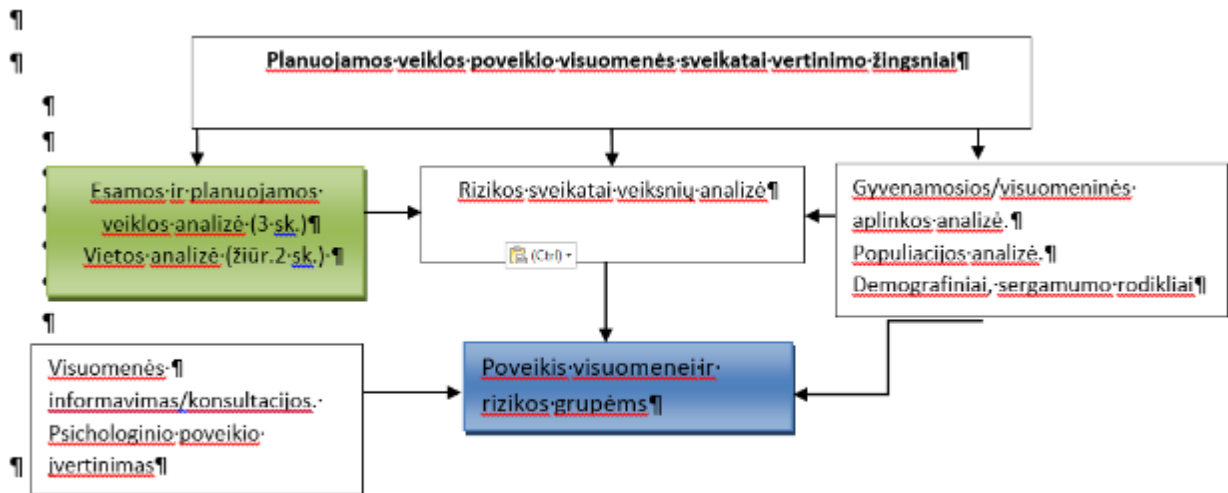 Planuojamos veiklos poveikio visuomenės sveikatai vertinimo žingsniai
Esamos ir planuojamos
veiklos analizė (3 sk.)
Vietos analizė (žiūr.2 sk.)
Rizikos sveikatai veiksnių analizė
(Ctrl)
Gyvenamosios/visuomeninės
aplinkos analizė.
Populiacijos analizė.
Demografiniai, sergamumo rodikliai
Visuomenės
informavimas/konsultacijos.
Psichologinio poveikio
įvertinimas
Poveikis visuomenei ir
rizikos grupėms